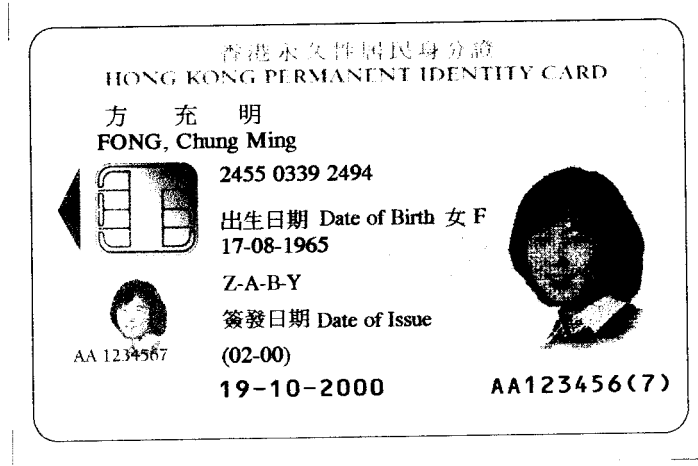 香港永久性居民身分證
HONG KONG PERMANENT IDENTITY CARD
方 充 明
FONG, Chung Ming
2455 0339 2494
出生日期 Date of Birth 女 F
17-08-1965
Z-A-B-Y
簽發日期 Date of Issue
AA 1234567
(02-00)
19-10-2000
AA123456(7)